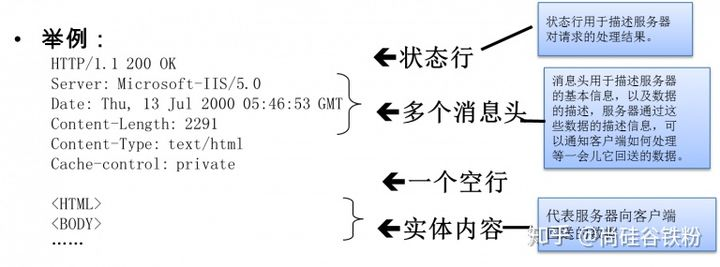 • 举例：
HTTP/1.1 200 OK
Server: Microsoft-IIS/5.0
Date: Thu, 13 Jul 2000 05:46:53 GMT
Content-Length: 2291
Content-Type: text/html
Cache-control: private
<HTML>
<BODY>
……
←状态行
←多个消息头
←一个空行
←实体内容
状态行用于描述服务器
对请求的处理结果。
消息头用于描述服务器
的基本信息，以及数据
的描述，服务器通过这
些数据的描述信息，可
以通知客户端如何处理
等一会儿它回送的数据。
代表服务器向客户端
回送的数据
知乎 @尚硅谷铁粉